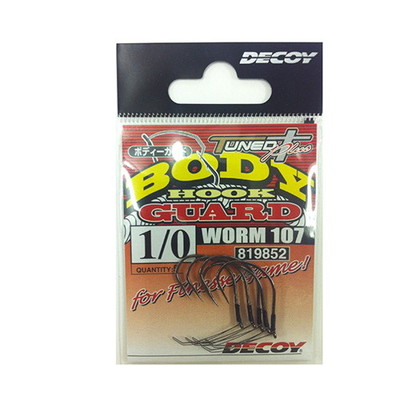 DECOY
TUNED Plus
ボディーガード
BODY
HOOK
GUARD
1/0 WORM 107
QUANTITY
819852
for Finesse Game!
DECOY